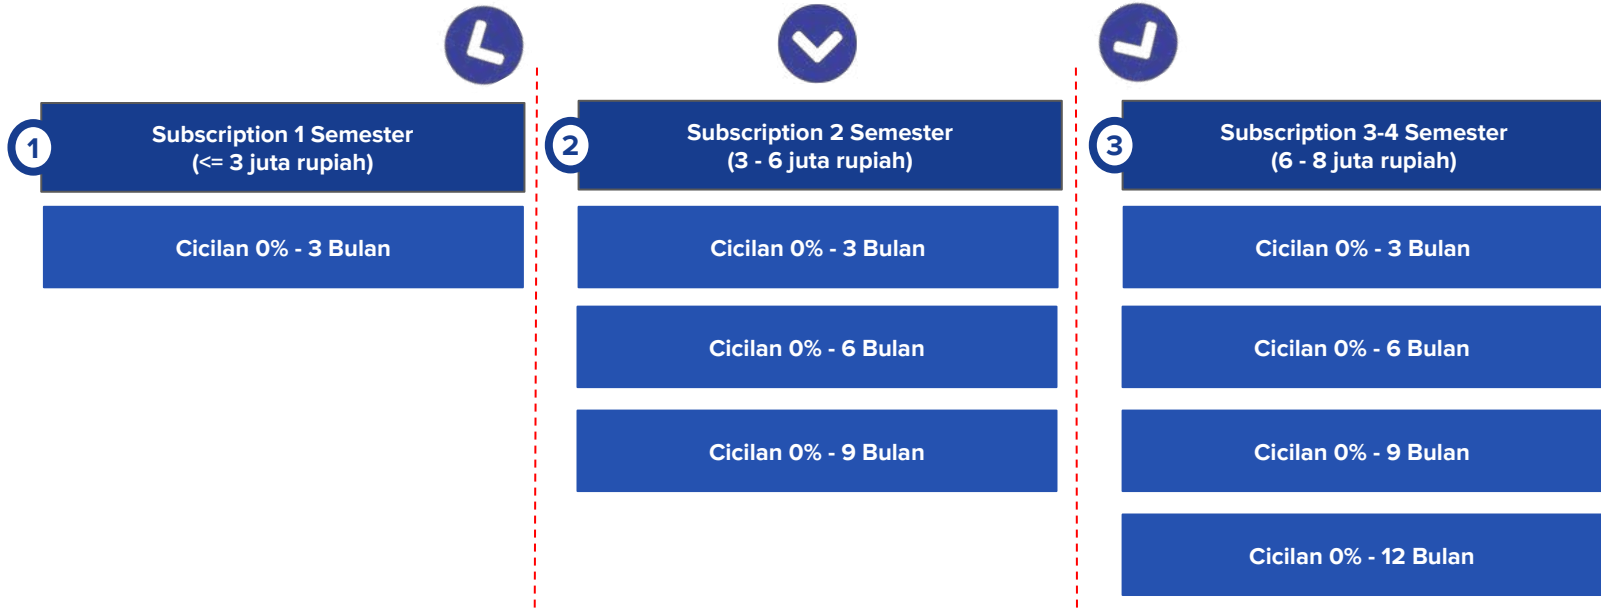 1
Subscription 1 Semester
(<= 3 juta rupiah)
Cicilan 0% - 3 Bulan
2
Subscription 2 Semester
(3 - 6 juta rupiah)
Cicilan 0% - 3 Bulan
Cicilan 0% - 6 Bulan
Cicilan 0% - 9 Bulan
3
Subscription 3-4 Semester
(6 - 8 juta rupiah)
Cicilan 0% - 3 Bulan
Cicilan 0% - 6 Bulan
Cicilan 0% - 9 Bulan
Cicilan 0% - 12 Bulan